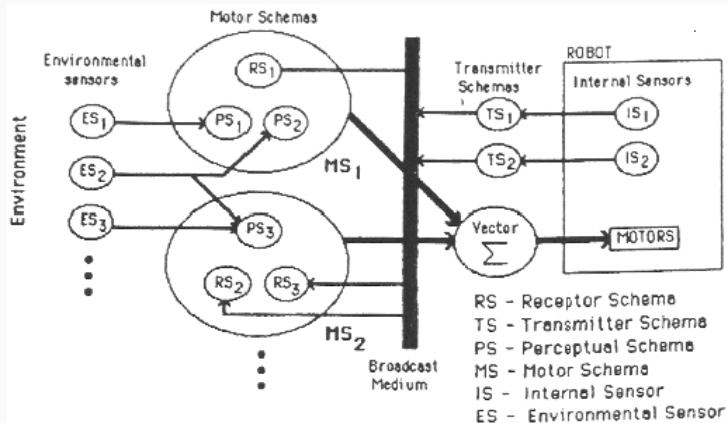 Motor Schemas
ROBOT
Environmental
sensors
Transmitter
Schemas
Internal Sensors
RS1
ES1
PS1
PS2
TS1
IS1
MS1
ES2
TS2
IS2
Environment
ES3
PS3
Vector
Σ
MOTORS
RS2
RS3
MS2
Broadcast
Medium
RS - Receptor Schema
TS - Transmitter Schema
PS - Perceptual Schema
MS - Motor Schema
IS - Internal Sensor
ES - Environmental Sensor